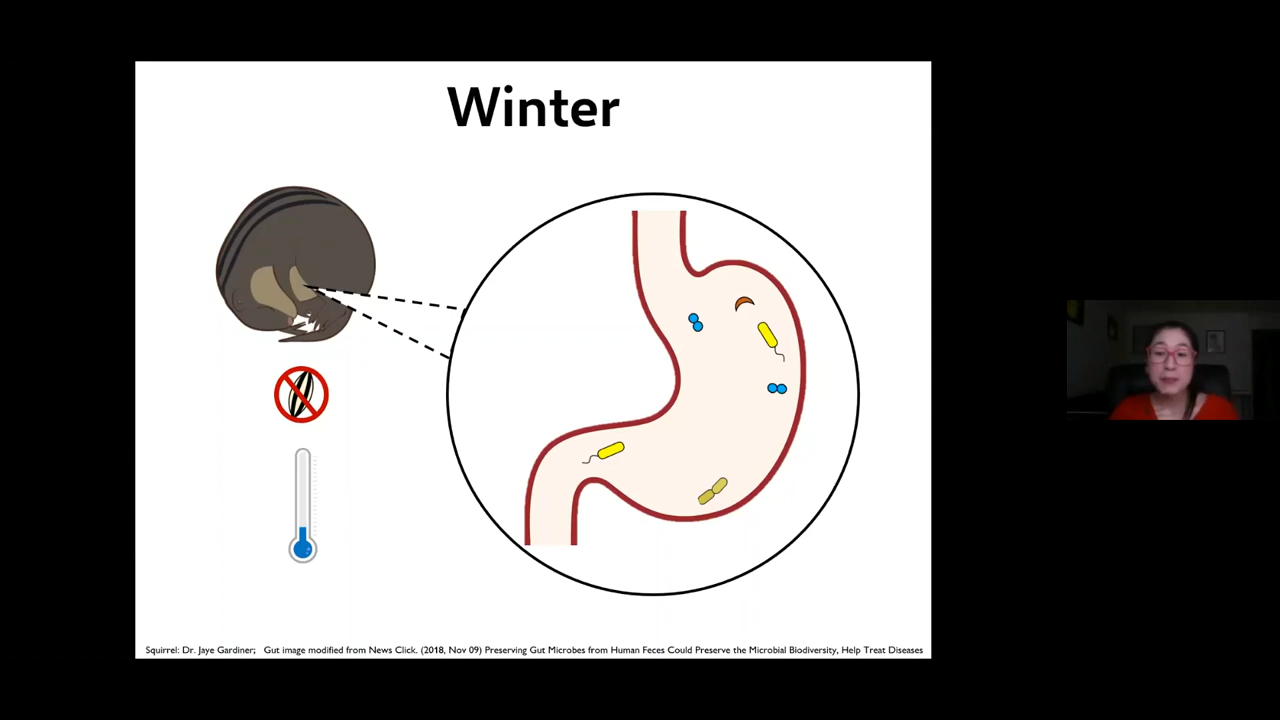 Winter
Squirrel: Dr. Jaye Gardiner; Gut image modified from News Click. (2018, Nov 09) Preserving Gut Microbes from Human Feces Could Preserve the Microbial Biodiversity, Help Treat Diseases